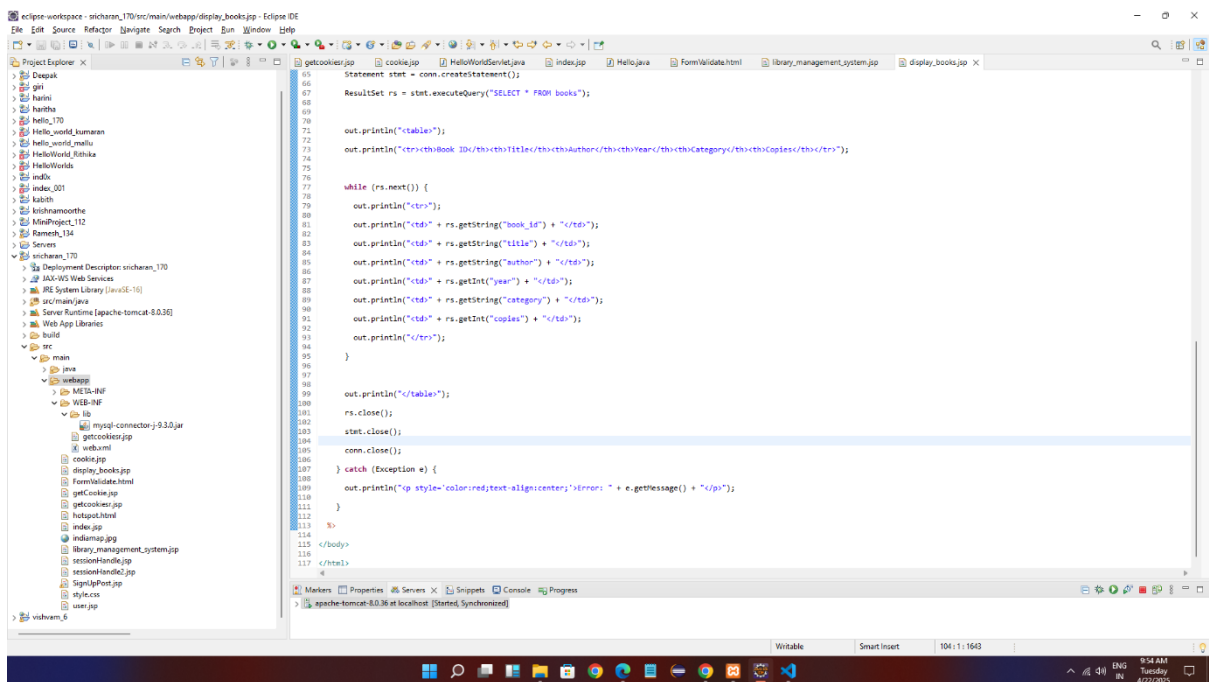 eclipse-workspace - sricharan_170/src/main/webapp/display_books.jsp - Eclipse IDE
File Edit Source Refactor Navigate Search Project Run Window Help
Project Explorer
getcookiesr.jsp cookie.jsp HelloWorldServlet.java index.jsp Hello.java FormValidate.html library_management_system.jsp display_books.jsp
Deepak
giri
harini
haritha
hello_170
Hello_world_kumaran
hello_world_mallu
HelloWorld_Rithika
HelloWorlds
ind0x
index_001
kabith
krishnamoorthe
MiniProject_112
Ramesh_134
Servers
sricharan_170
Deployment Descriptor: sricharan_170
JAX-WS Web Services
JRE System Library [JavaSE-16]
src/main/java
Server Runtime [apache-tomcat-8.0.36]
Web App Libraries
build
src
main
java
webapp
META-INF
WEB-INF
lib
mysql-connector-j-9.3.0.jar
getcookiesr.jsp
web.xml
cookie.jsp
display_books.jsp
FormValidate.html
getCookie.jsp
getcookiesr.jsp
hotspot.html
index.jsp
indiamap.jpg
library_management_system.jsp
sessionHandle.jsp
sessionHandle2.jsp
SignUpPost.jsp
style.css
user.jsp
vishvam_6
65 Statement stmt = conn.createStatement();
66
67 ResultSet rs = stmt.executeQuery("SELECT * FROM books");
68
69
70
71 out.println("<table>");
72
73 out.println("<tr><th>Book ID</th><th>Title</th><th>Author</th><th>Year</th><th>Category</th><th>Copies</th></tr>");
74
75
76
77 while (rs.next()) {
78
79 out.println("<tr>");
80
81 out.println("<td>" + rs.getString("book_id") + "</td>");
82
83 out.println("<td>" + rs.getString("title") + "</td>");
84
85 out.println("<td>" + rs.getString("author") + "</td>");
86
87 out.println("<td>" + rs.getInt("year") + "</td>");
88
89 out.println("<td>" + rs.getString("category") + "</td>");
90
91 out.println("<td>" + rs.getInt("copies") + "</td>");
92
93 out.println("</tr>");
94
95 }
96
97
98
99 out.println("</table>");
100
101 rs.close();
102
103 stmt.close();
104
105 conn.close();
106
107 } catch (Exception e) {
108
109 out.println("<p style='color:red;text-align:center;'>Error: " + e.getMessage() + "</p>");
110
111 }
112
113 %>
114
115 </body>
116
117 </html>
Markers Properties Servers Snippets Console Progress
apache-tomcat-8.0.36 at localhost [Started, Synchronized]
Writable Smart Insert 104 : 1 : 1643
ENG IN
9:54 AM
Tuesday
4/22/2025